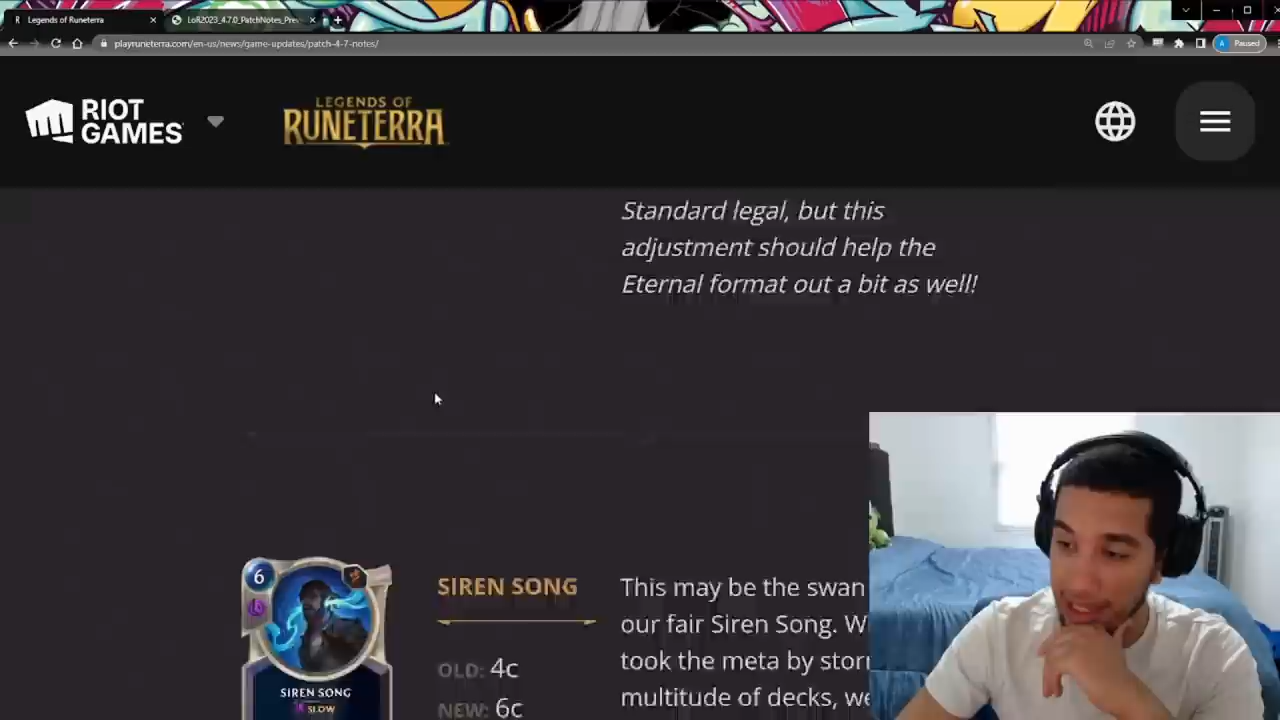 Legends of Runeterra
LoR2023_4.7.0_PatchNotes_Prev
playruneterra.com/en-us/news/game-updates/patch-4-7-notes/
A Paused
RIOT GAMES
LEGENDS OF RUNETERRA
Standard legal, but this
adjustment should help the
Eternal format out a bit as well!
6
SIREN SONG
SLOW
SIREN SONG
OLD: 4c
NEW: 6c
This may be the swan
our fair Siren Song. W
took the meta by stor
multitude of decks, we